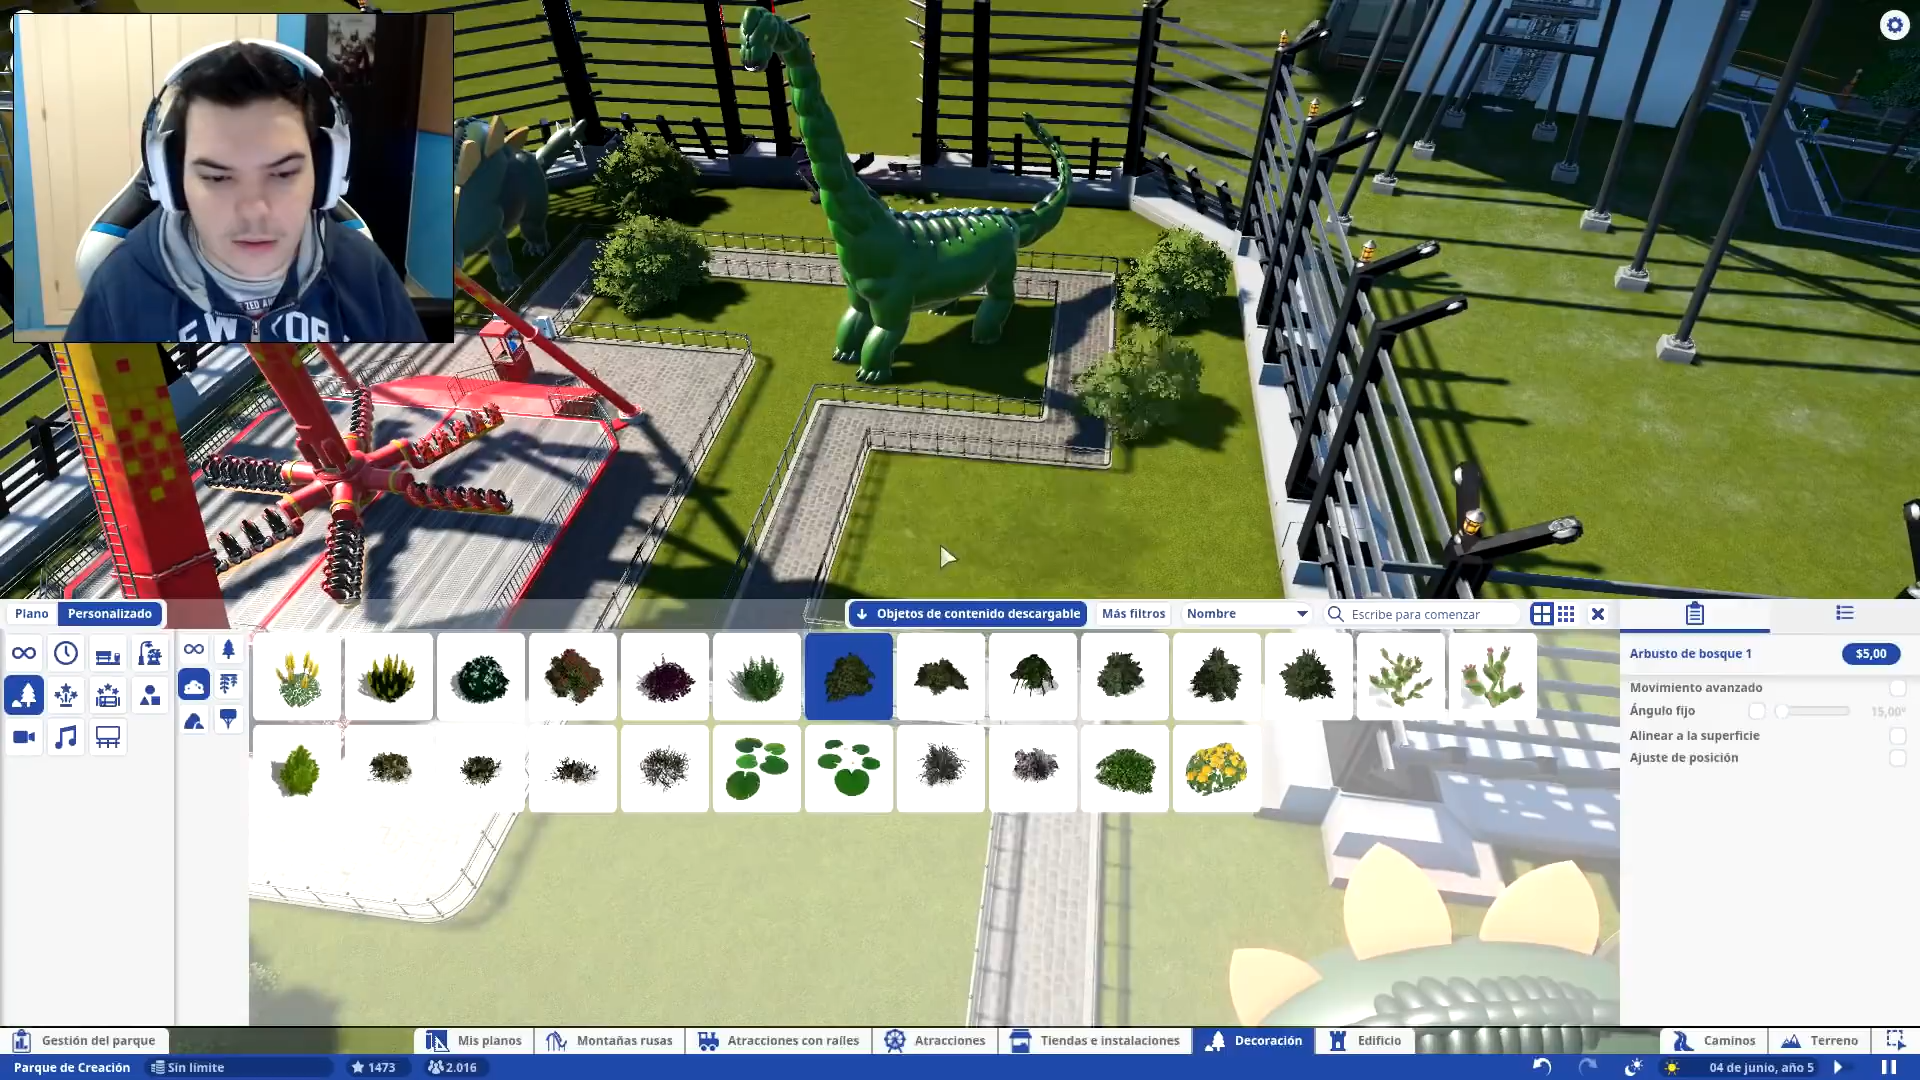 NEW YOR
Plano
Personalizado
Objetos de contenido descargable
Más filtros
Nombre
Escribe para comenzar
Arbusto de bosque 1
$5,00
Movimiento avanzado
Ángulo fijo
15,00°
Alinear a la superficie
Ajuste de posición
Gestión del parque
Mis planos
Montañas rusas
Atracciones con raíles
Atracciones
Tiendas e instalaciones
Decoración
Edificio
Caminos
Terreno
Parque de Creación
Sin límite
1473
2.016
04 de junio, año 5